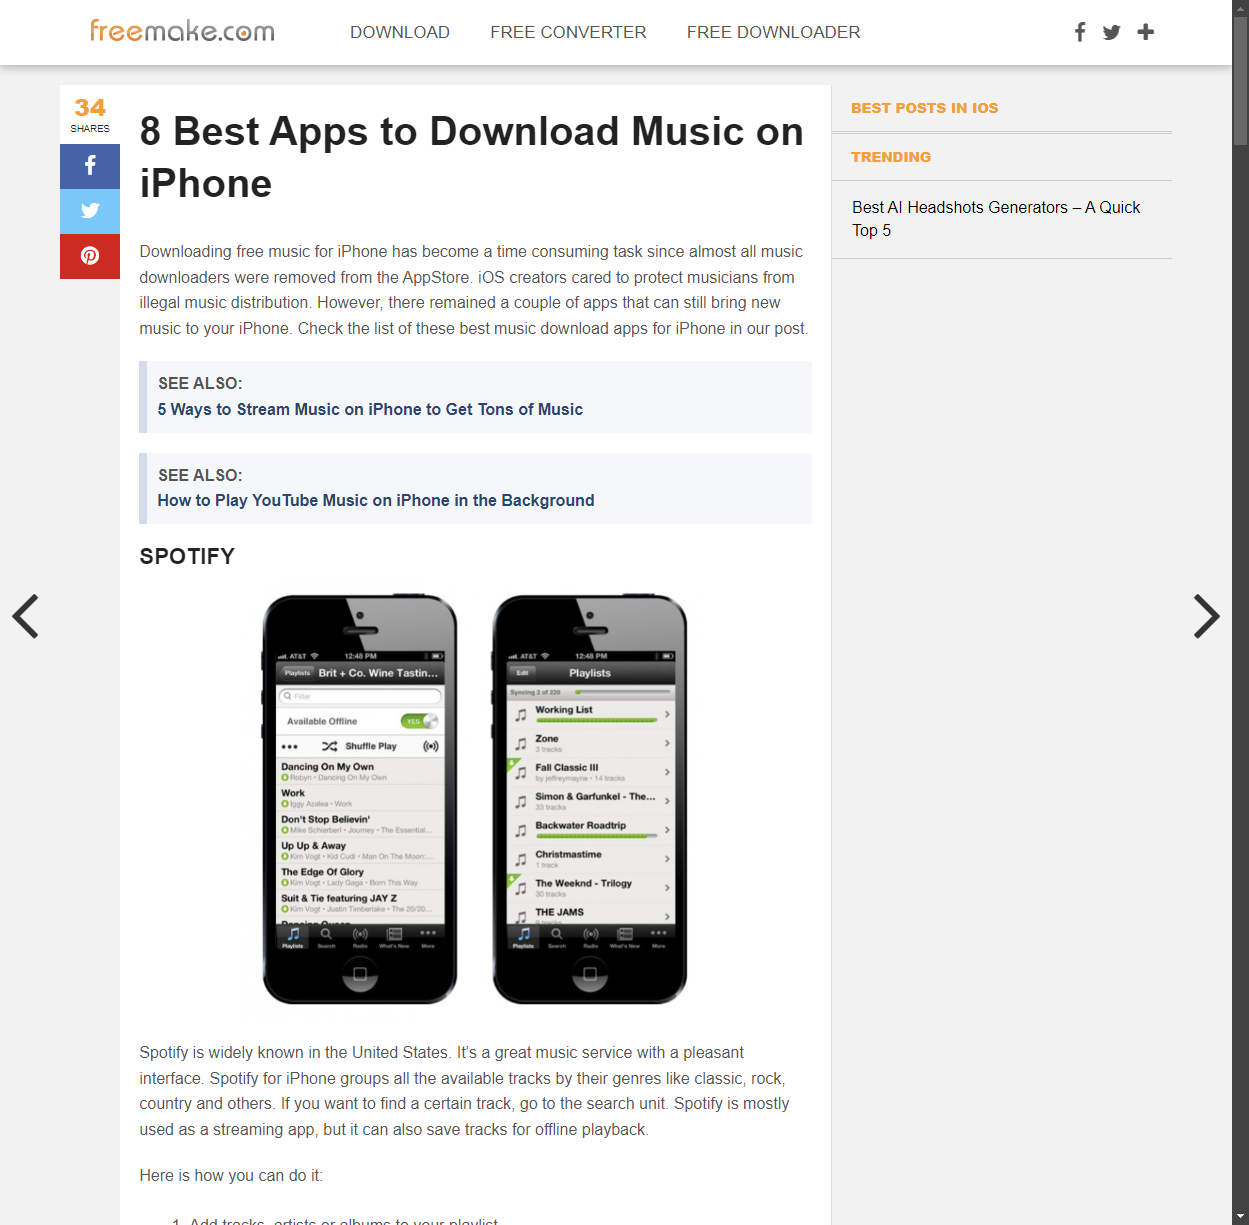 freemake.com
DOWNLOAD
FREE CONVERTER
FREE DOWNLOADER
34
SHARES
8 Best Apps to Download Music on
iPhone
Downloading free music for iPhone has become a time consuming task since almost all music
downloaders were removed from the AppStore. iOS creators cared to protect musicians from
illegal music distribution. However, there remained a couple of apps that can still bring new
music to your iPhone. Check the list of these best music download apps for iPhone in our post.
SEE ALSO:
5 Ways to Stream Music on iPhone to Get Tons of Music
SEE ALSO:
How to Play YouTube Music on iPhone in the Background
SPOTIFY
AT&T 12:48 PM
Playlists Brit + Co. Wine Tastin...
Filter
Available Offline YES
Shuffle Play
Dancing On My Own
Robyn • Dancing On My Own
Work
Iggy Azalea • Work
Don't Stop Believin'
Mike Schierberl • Journey • The Essential...
Up Up & Away
Kim Vogt • Kid Cudi • Man On The Moon:...
The Edge Of Glory
Kim Vogt • Lady Gaga • Born This Way
Suit & Tie featuring JAY Z
Kim Vogt • Justin Timberlake • The 20/20...
Dancing Queen
Playlists Search Radio What's New More
AT&T 12:48 PM
Edit Playlists
Syncing 2 of 220
Working List
Zone
3 tracks
Fall Classic III
by jeffreymayne • 14 tracks
Simon & Garfunkel - The...
33 tracks
Backwater Roadtrip
Christmastime
1 track
The Weeknd - Trilogy
30 tracks
THE JAMS
9 tracks
Playlists Search Radio What's New More
Spotify is widely known in the United States. It’s a great music service with a pleasant
interface. Spotify for iPhone groups all the available tracks by their genres like classic, rock,
country and others. If you want to find a certain track, go to the search unit. Spotify is mostly
used as a streaming app, but it can also save tracks for offline playback.
Here is how you can do it:
1. Add tracks, artists or albums to your playlist
BEST POSTS IN IOS
TRENDING
Best AI Headshots Generators – A Quick
Top 5